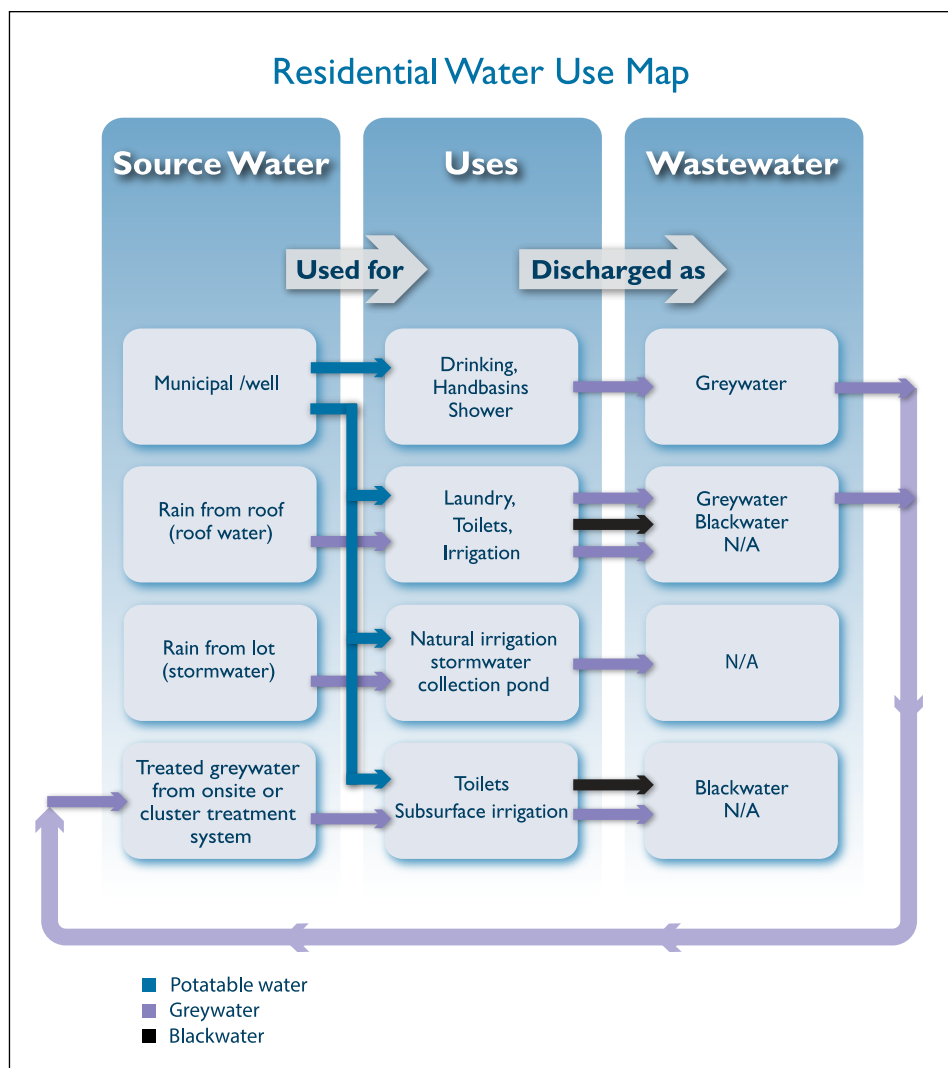 Residential Water Use Map
Source Water
Uses
Wastewater
Used for
Discharged as
Municipal /well
Drinking,
Handbasins
Shower
Greywater
Rain from roof
(roof water)
Laundry,
Toilets,
Irrigation
Greywater
Blackwater
N/A
Rain from lot
(stormwater)
Natural irrigation
stormwater
collection pond
N/A
Treated greywater
from onsite or
cluster treatment
system
Toilets
Subsurface irrigation
Blackwater
N/A
Potatable water
Greywater
Blackwater